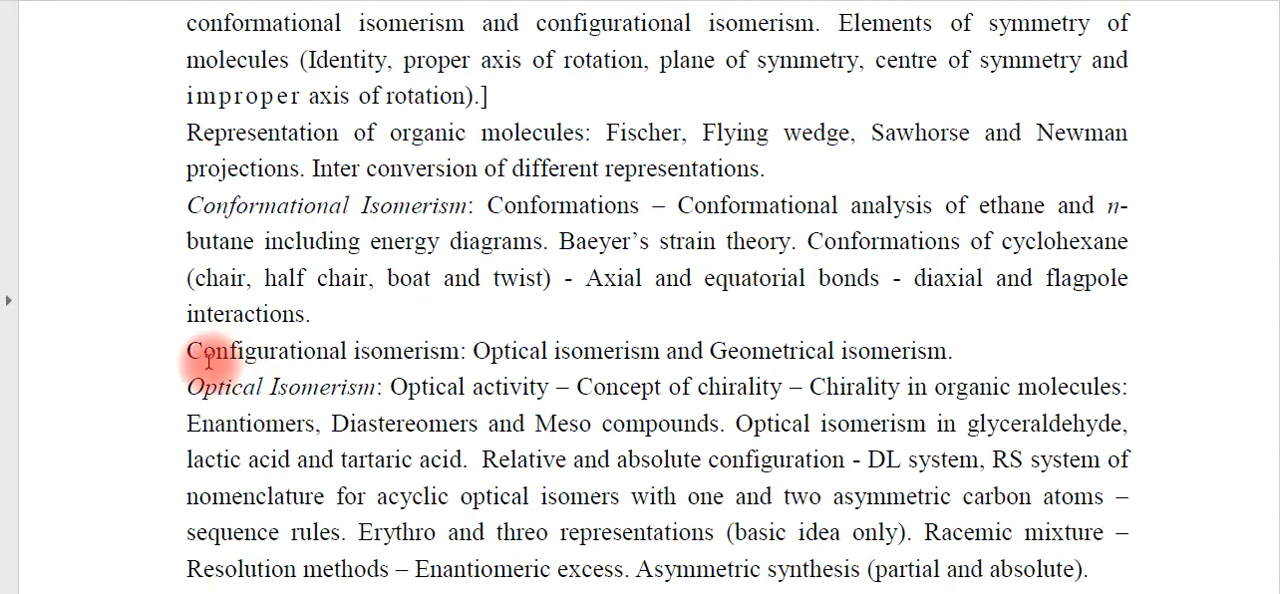 conformational isomerism and configurational isomerism. Elements of symmetry of
molecules (Identity, proper axis of rotation, plane of symmetry, centre of symmetry and
improper axis of rotation).]
Representation of organic molecules: Fischer, Flying wedge, Sawhorse and Newman
projections. Inter conversion of different representations.
Conformational Isomerism: Conformations – Conformational analysis of ethane and n-
butane including energy diagrams. Baeyer’s strain theory. Conformations of cyclohexane
(chair, half chair, boat and twist) - Axial and equatorial bonds - diaxial and flagpole
interactions.
Configurational isomerism: Optical isomerism and Geometrical isomerism.
Optical Isomerism: Optical activity – Concept of chirality – Chirality in organic molecules:
Enantiomers, Diastereomers and Meso compounds. Optical isomerism in glyceraldehyde,
lactic acid and tartaric acid. Relative and absolute configuration - DL system, RS system of
nomenclature for acyclic optical isomers with one and two asymmetric carbon atoms –
sequence rules. Erythro and threo representations (basic idea only). Racemic mixture –
Resolution methods – Enantiomeric excess. Asymmetric synthesis (partial and absolute).